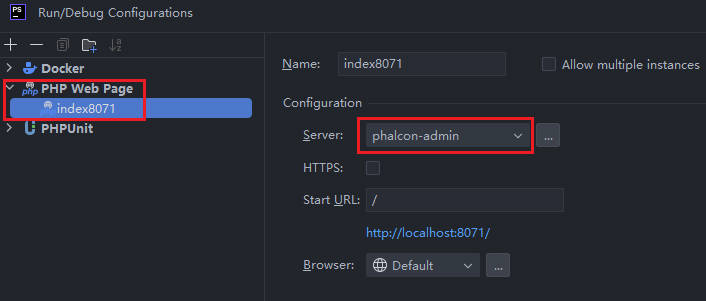 PS Run/Debug Configurations
Docker
php PHP Web Page
php index8071
PHPUnit
Name: index8071 Allow multiple instances
Configuration
Server: phalcon-admin ...
HTTPS:
Start URL: /
http://localhost:8071/
Browser: Default ...